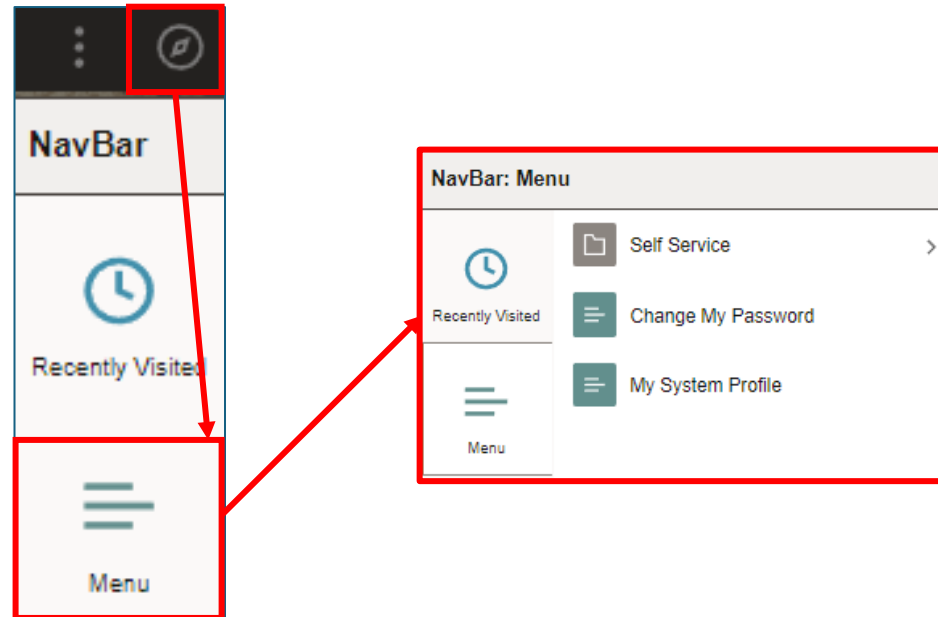 NavBar
Recently Visited
Menu
NavBar: Menu
Recently Visited
Menu
Self Service
Change My Password
My System Profile